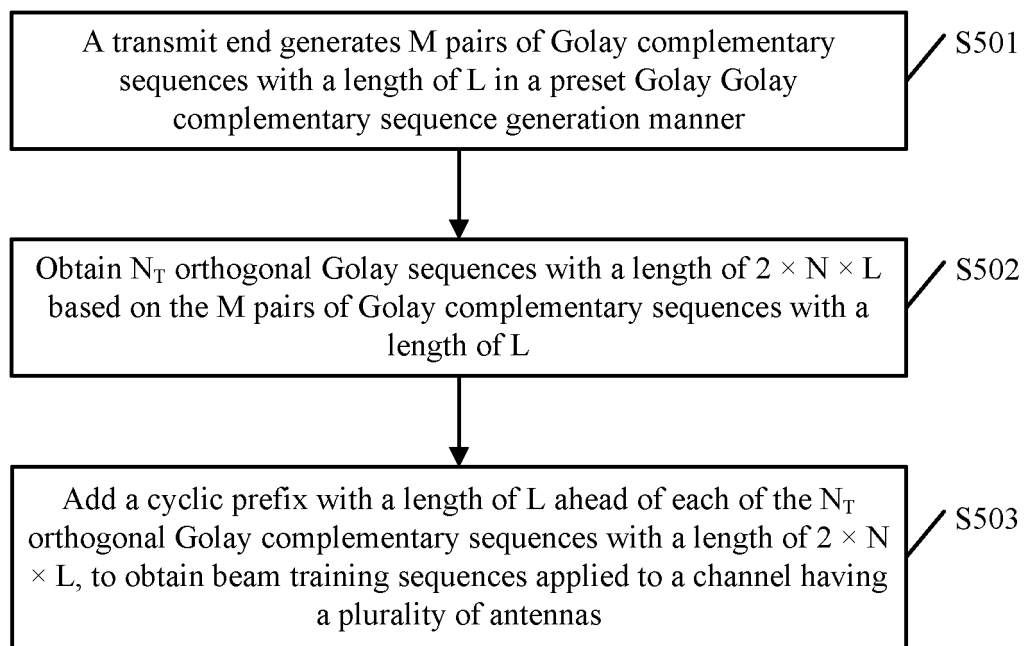 A transmit end generates M pairs of Golay complementary
sequences with a length of L in a preset Golay Golay
complementary sequence generation manner
S501
Obtain N_T orthogonal Golay sequences with a length of 2 × N × L
based on the M pairs of Golay complementary sequences with a
length of L
S502
Add a cyclic prefix with a length of L ahead of each of the N_T
orthogonal Golay complementary sequences with a length of 2 × N
× L, to obtain beam training sequences applied to a channel having
a plurality of antennas
S503